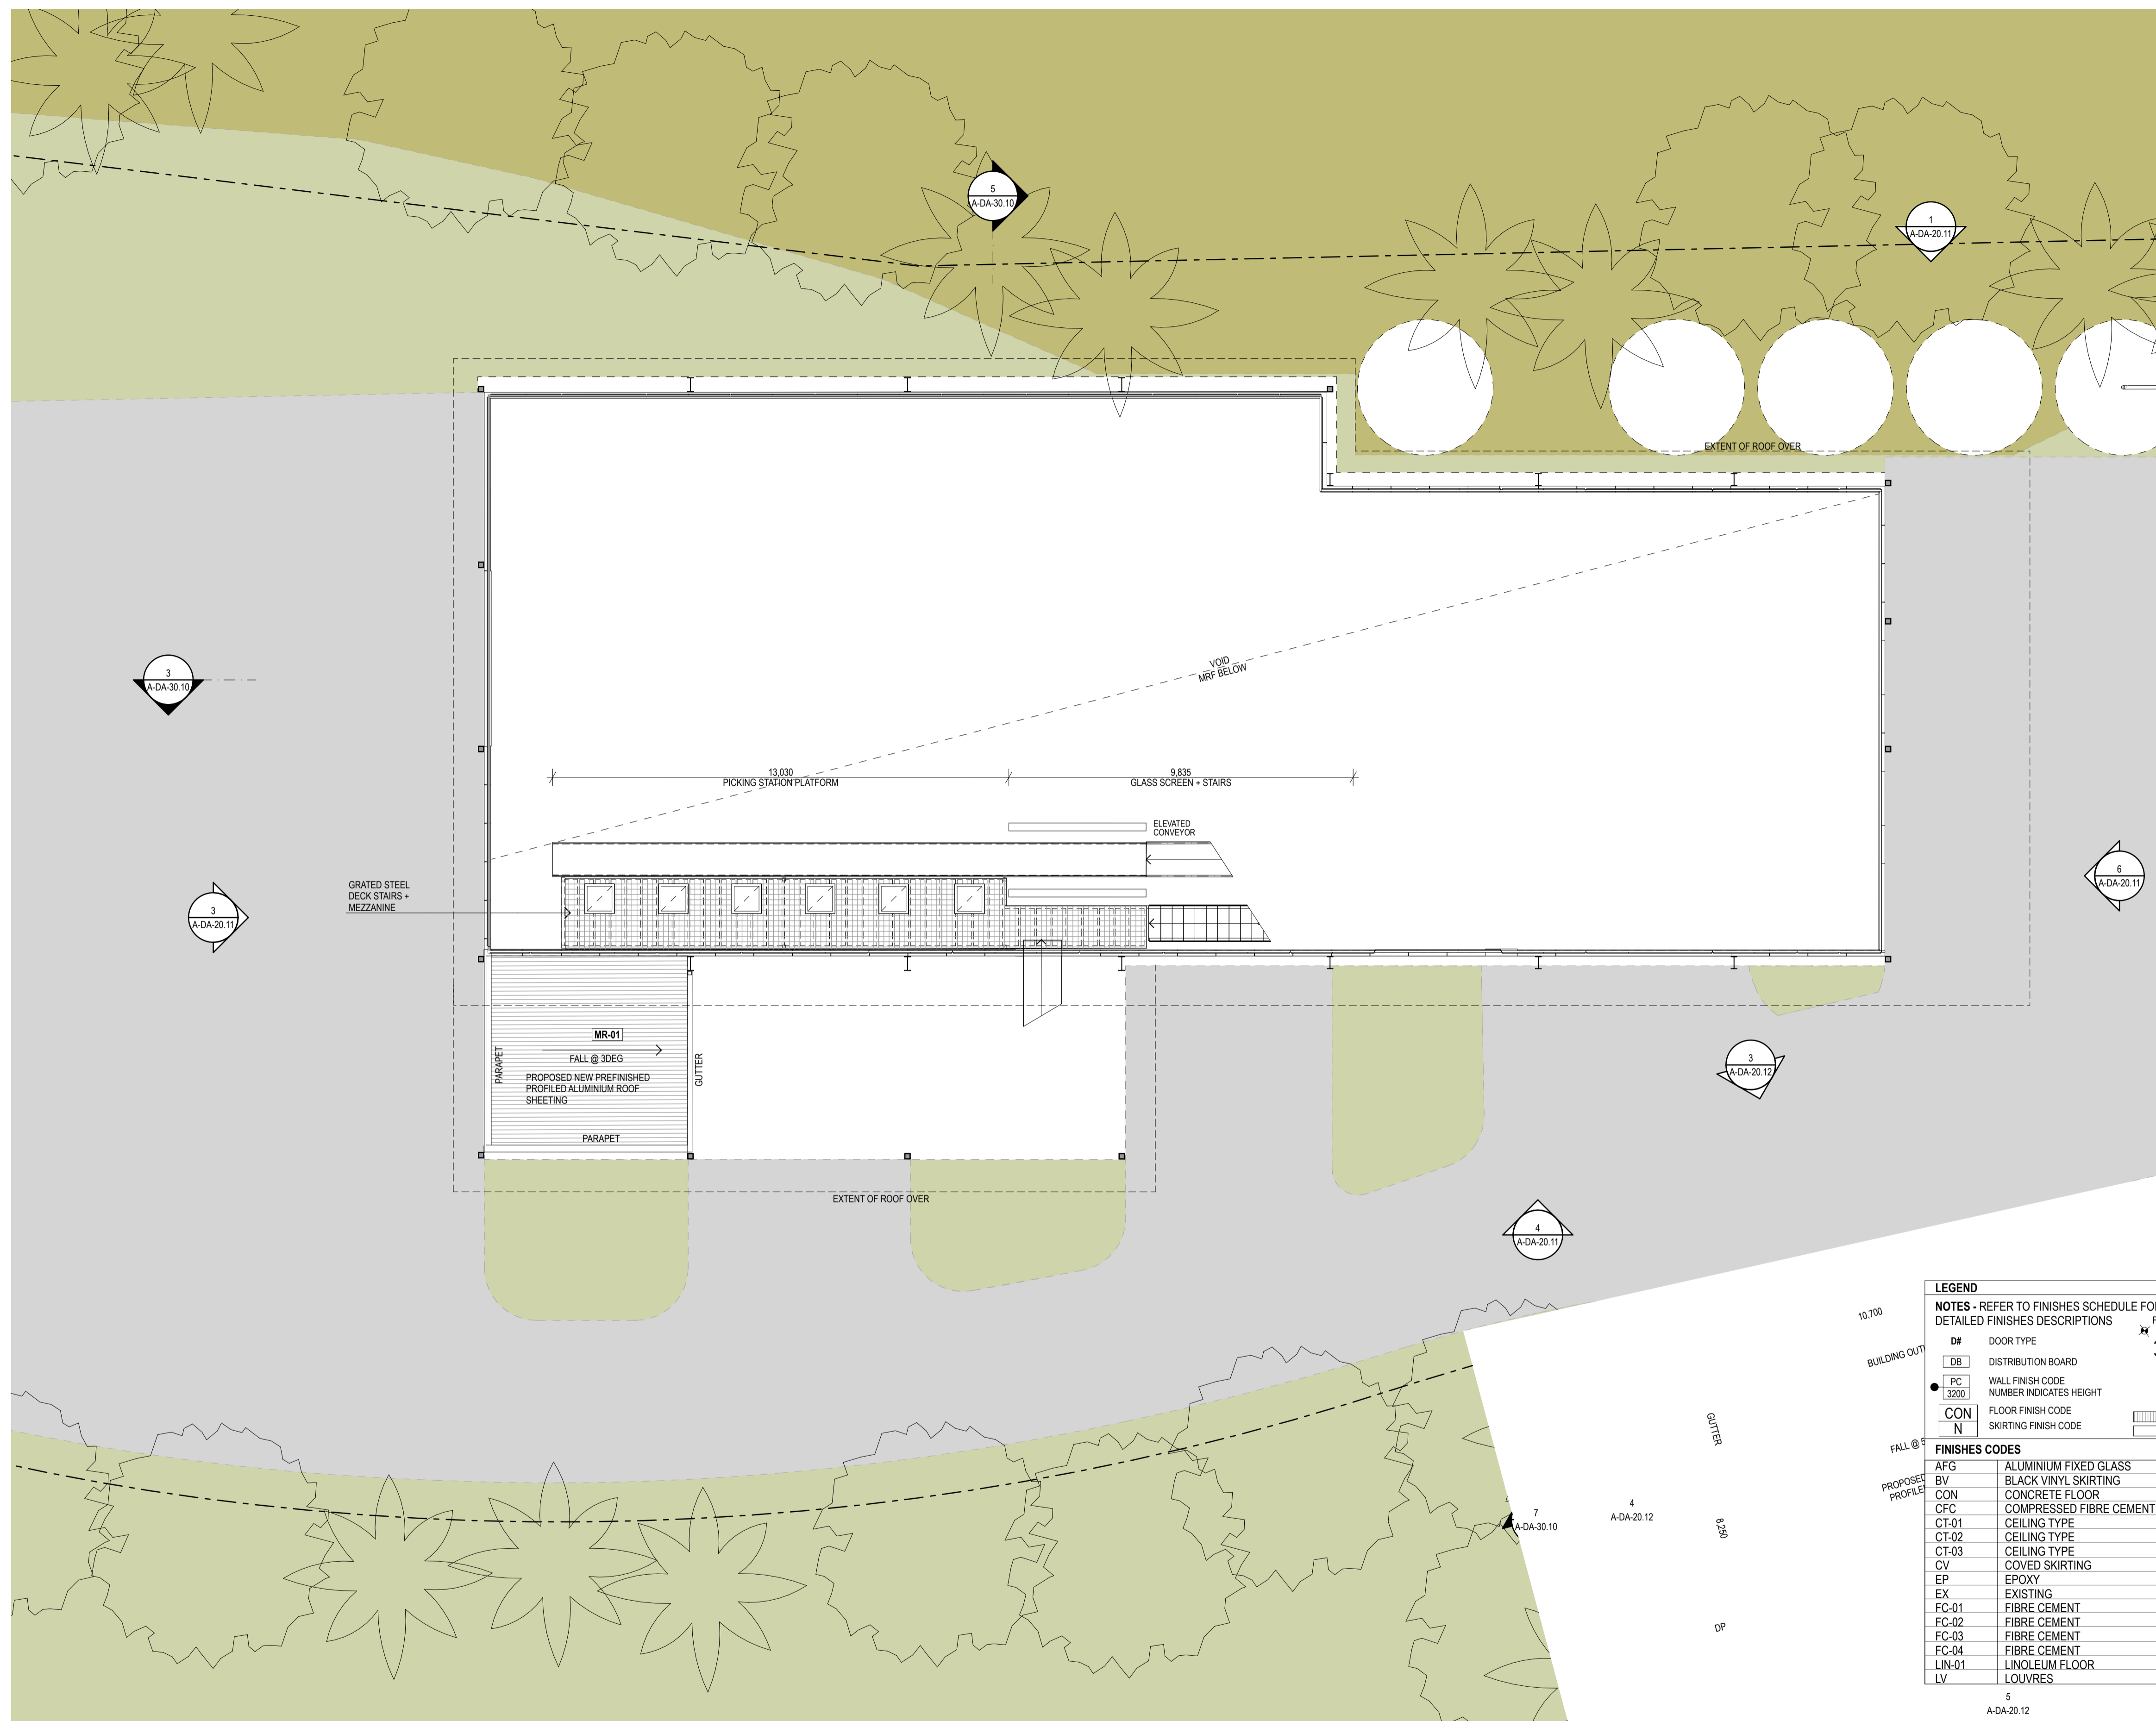 5
A-DA-30.10
1
A-DA-20.11
EXTENT OF ROOF OVER
VOID
MRF BELOW
3
A-DA-30.10
13,030
PICKING STATION PLATFORM
9,835
GLASS SCREEN + STAIRS
ELEVATED
CONVEYOR
GRATED STEEL
DECK STAIRS +
MEZZANINE
3
A-DA-20.11
6
A-DA-20.11
MR-01
FALL @ 3DEG
PARAPET
GUTTER
PROPOSED NEW PREFINISHED
PROFILED ALUMINIUM ROOF
SHEETING
PARAPET
3
A-DA-20.12
EXTENT OF ROOF OVER
4
A-DA-20.11
10,700
BUILDING OUT
GUTTER
FALL @ 5
PROPOSED
PROFILE
7
A-DA-30.10
4
A-DA-20.12
8,250
DP
LEGEND
NOTES - REFER TO FINISHES SCHEDULE FO
DETAILED FINISHES DESCRIPTIONS
D# DOOR TYPE
DB DISTRIBUTION BOARD
PC WALL FINISH CODE
3200 NUMBER INDICATES HEIGHT
CON FLOOR FINISH CODE
N SKIRTING FINISH CODE
FINISHES CODES
AFG ALUMINIUM FIXED GLASS
BV BLACK VINYL SKIRTING
CON CONCRETE FLOOR
CFC COMPRESSED FIBRE CEMENT
CT-01 CEILING TYPE
CT-02 CEILING TYPE
CT-03 CEILING TYPE
CV COVED SKIRTING
EP EPOXY
EX EXISTING
FC-01 FIBRE CEMENT
FC-02 FIBRE CEMENT
FC-03 FIBRE CEMENT
FC-04 FIBRE CEMENT
LIN-01 LINOLEUM FLOOR
LV LOUVRES
5
A-DA-20.12